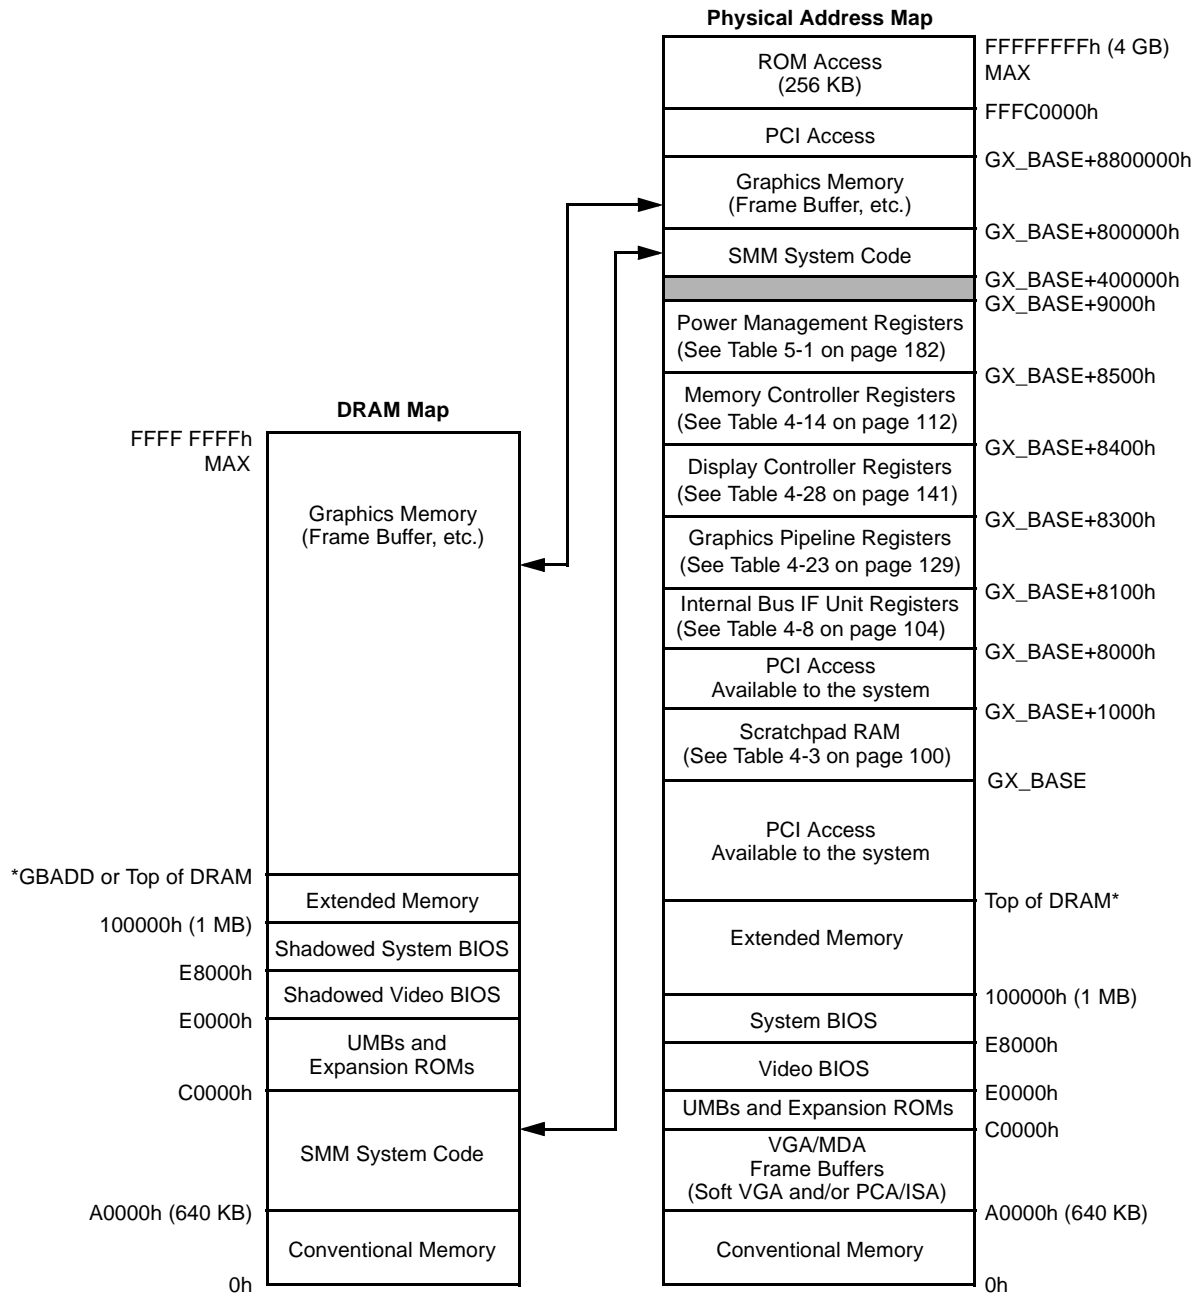 Physical Address Map
ROM Access
(256 KB)
FFFFFFFFh (4 GB)
MAX
FFFC0000h
PCI Access
GX_BASE+8800000h
Graphics Memory
(Frame Buffer, etc.)
GX_BASE+800000h
SMM System Code
GX_BASE+400000h
GX_BASE+9000h
Power Management Registers
(See Table 5-1 on page 182)
GX_BASE+8500h
Memory Controller Registers
(See Table 4-14 on page 112)
GX_BASE+8400h
Display Controller Registers
(See Table 4-28 on page 141)
GX_BASE+8300h
Graphics Pipeline Registers
(See Table 4-23 on page 129)
GX_BASE+8100h
Internal Bus IF Unit Registers
(See Table 4-8 on page 104)
GX_BASE+8000h
PCI Access
Available to the system
GX_BASE+1000h
Scratchpad RAM
(See Table 4-3 on page 100)
GX_BASE
PCI Access
Available to the system
Top of DRAM*
Extended Memory
100000h (1 MB)
System BIOS
E8000h
Video BIOS
E0000h
UMBs and Expansion ROMs
C0000h
VGA/MDA
Frame Buffers
(Soft VGA and/or PCA/ISA)
A0000h (640 KB)
Conventional Memory
0h
DRAM Map
FFFF FFFFh
MAX
Graphics Memory
(Frame Buffer, etc.)
*GBADD or Top of DRAM
Extended Memory
100000h (1 MB)
Shadowed System BIOS
E8000h
Shadowed Video BIOS
E0000h
UMBs and
Expansion ROMs
C0000h
SMM System Code
A0000h (640 KB)
Conventional Memory
0h